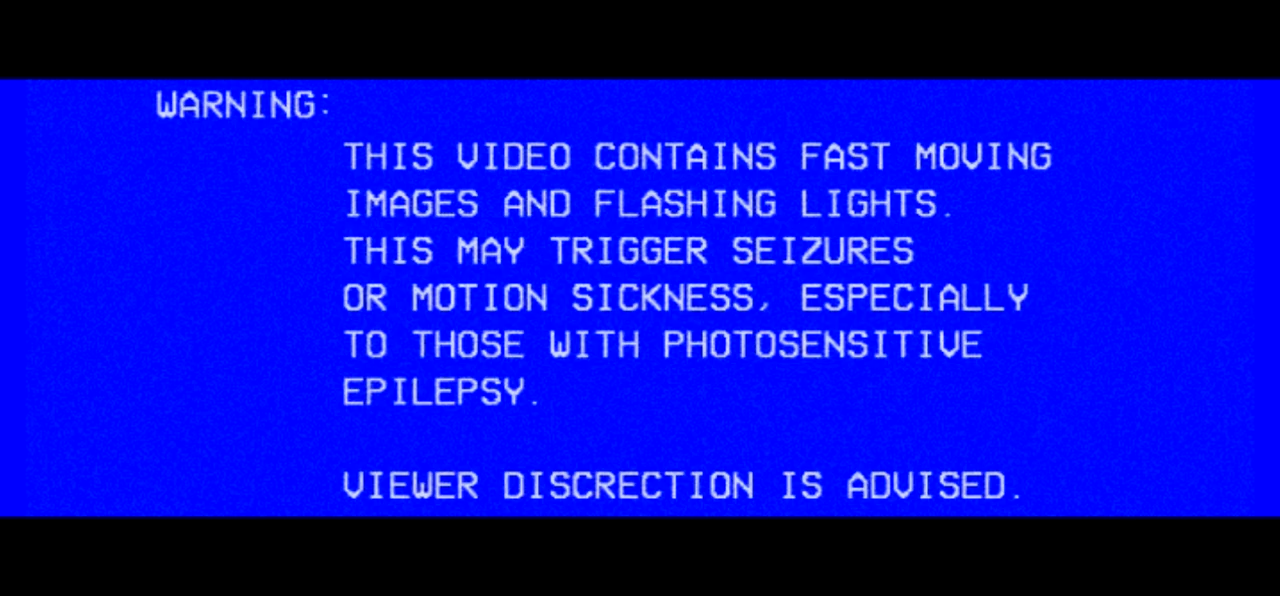 WARNING:
THIS VIDEO CONTAINS FAST MOVING
IMAGES AND FLASHING LIGHTS.
THIS MAY TRIGGER SEIZURES
OR MOTION SICKNESS, ESPECIALLY
TO THOSE WITH PHOTOSENSITIVE
EPILEPSY.
VIEWER DISCRECTION IS ADVISED.